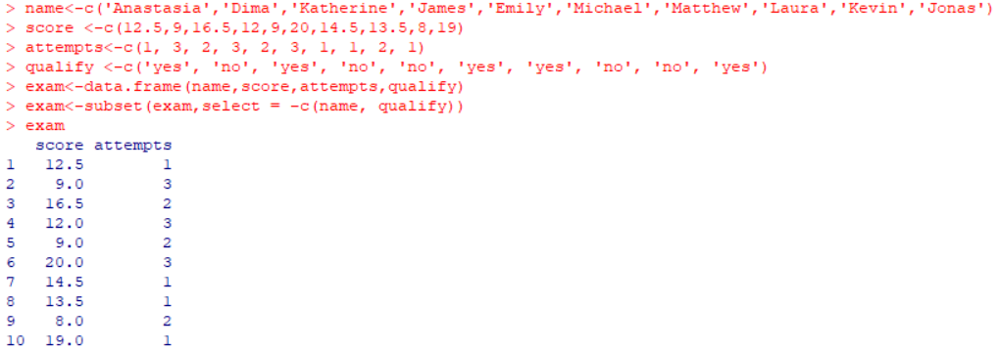 > name<-c('Anastasia','Dima','Katherine','James','Emily','Michael','Matthew','Laura','Kevin','Jonas')
> score <-c(12.5,9,16.5,12,9,20,14.5,13.5,8,19)
> attempts<-c(1, 3, 2, 3, 2, 3, 1, 1, 2, 1)
> qualify <-c('yes', 'no', 'yes', 'no', 'no', 'yes', 'yes', 'no', 'no', 'yes')
> exam<-data.frame(name,score,attempts,qualify)
> exam<-subset(exam,select = -c(name, qualify))
> exam
   score attempts
1   12.5        1
2    9.0        3
3   16.5        2
4   12.0        3
5    9.0        2
6   20.0        3
7   14.5        1
8   13.5        1
9    8.0        2
10  19.0        1